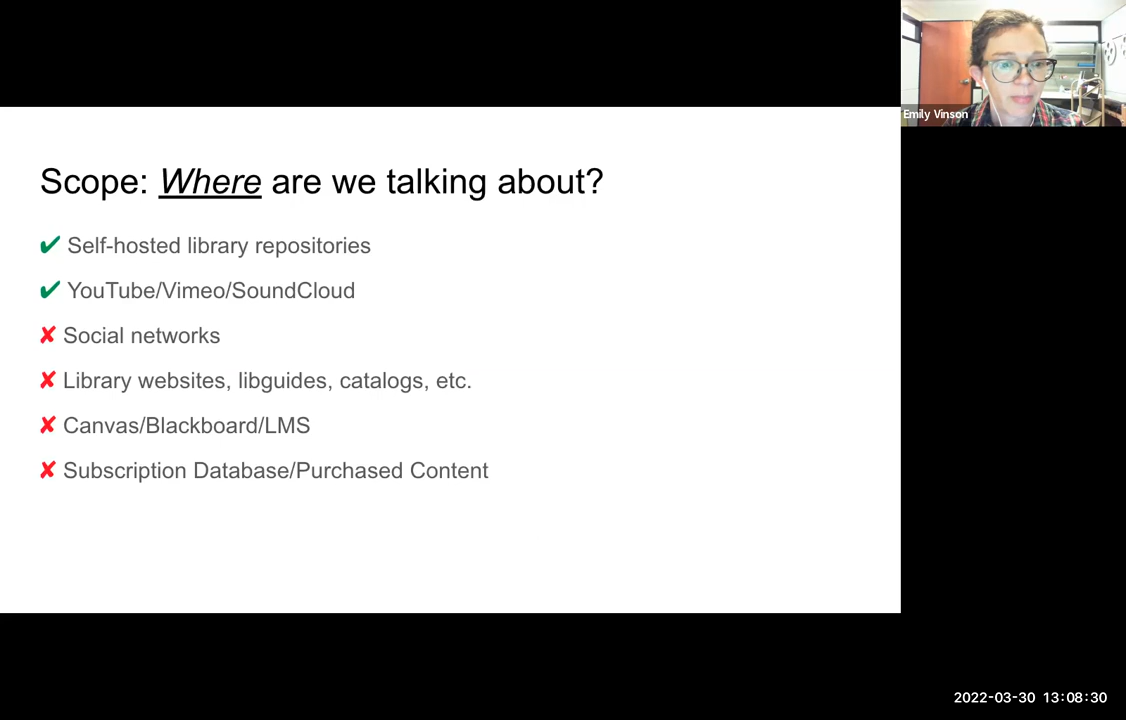 Emily Vinson
Scope: Where are we talking about?
✔ Self-hosted library repositories
✔ YouTube/Vimeo/SoundCloud
✘ Social networks
✘ Library websites, libguides, catalogs, etc.
✘ Canvas/Blackboard/LMS
✘ Subscription Database/Purchased Content
2022-03-30 13:08:30